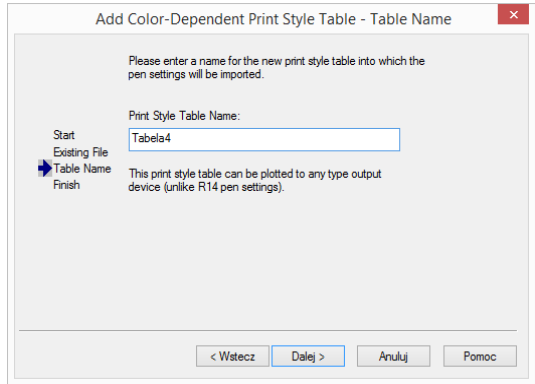 Add Color-Dependent Print Style Table - Table Name
Please enter a name for the new print style table into which the
pen settings will be imported.
Print Style Table Name:
Tabela4
Start
Existing File
Table Name
Finish
This print style table can be plotted to any type output
device (unlike R14 pen settings).
< Wstecz
Dalej >
Anuluj
Pomoc